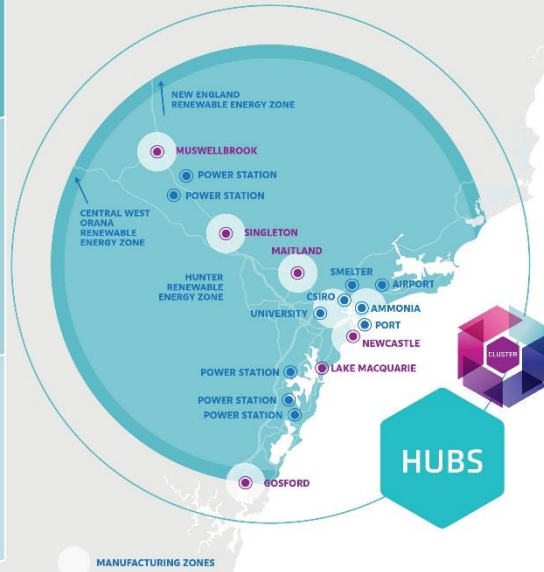 NEW ENGLAND
RENEWABLE ENERGY ZONE
MUSWELLBROOK
POWER STATION
POWER STATION
CENTRAL WEST
ORANA
RENEWABLE
ENERGY ZONE
SINGLETON
MAITLAND
HUNTER
RENEWABLE
ENERGY ZONE
SMELTER
AIRPORT
CSIRO
AMMONIA
UNIVERSITY
PORT
NEWCASTLE
CLUSTER
POWER STATION
LAKE MACQUARIE
POWER STATION
POWER STATION
HUBS
GOSFORD
MANUFACTURING ZONES